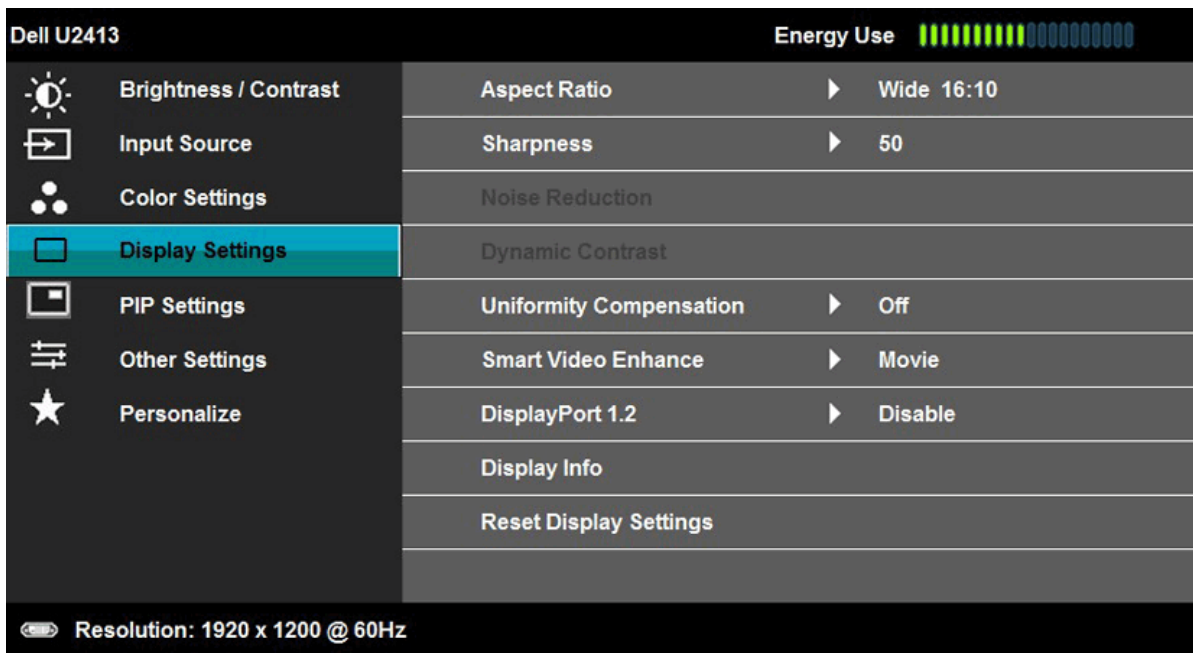 Dell U2413 Energy Use
Brightness / Contrast
Input Source
Color Settings
Display Settings
PIP Settings
Other Settings
Personalize
Aspect Ratio Wide 16:10
Sharpness 50
Noise Reduction
Dynamic Contrast
Uniformity Compensation Off
Smart Video Enhance Movie
DisplayPort 1.2 Disable
Display Info
Reset Display Settings
Resolution: 1920 x 1200 @ 60Hz